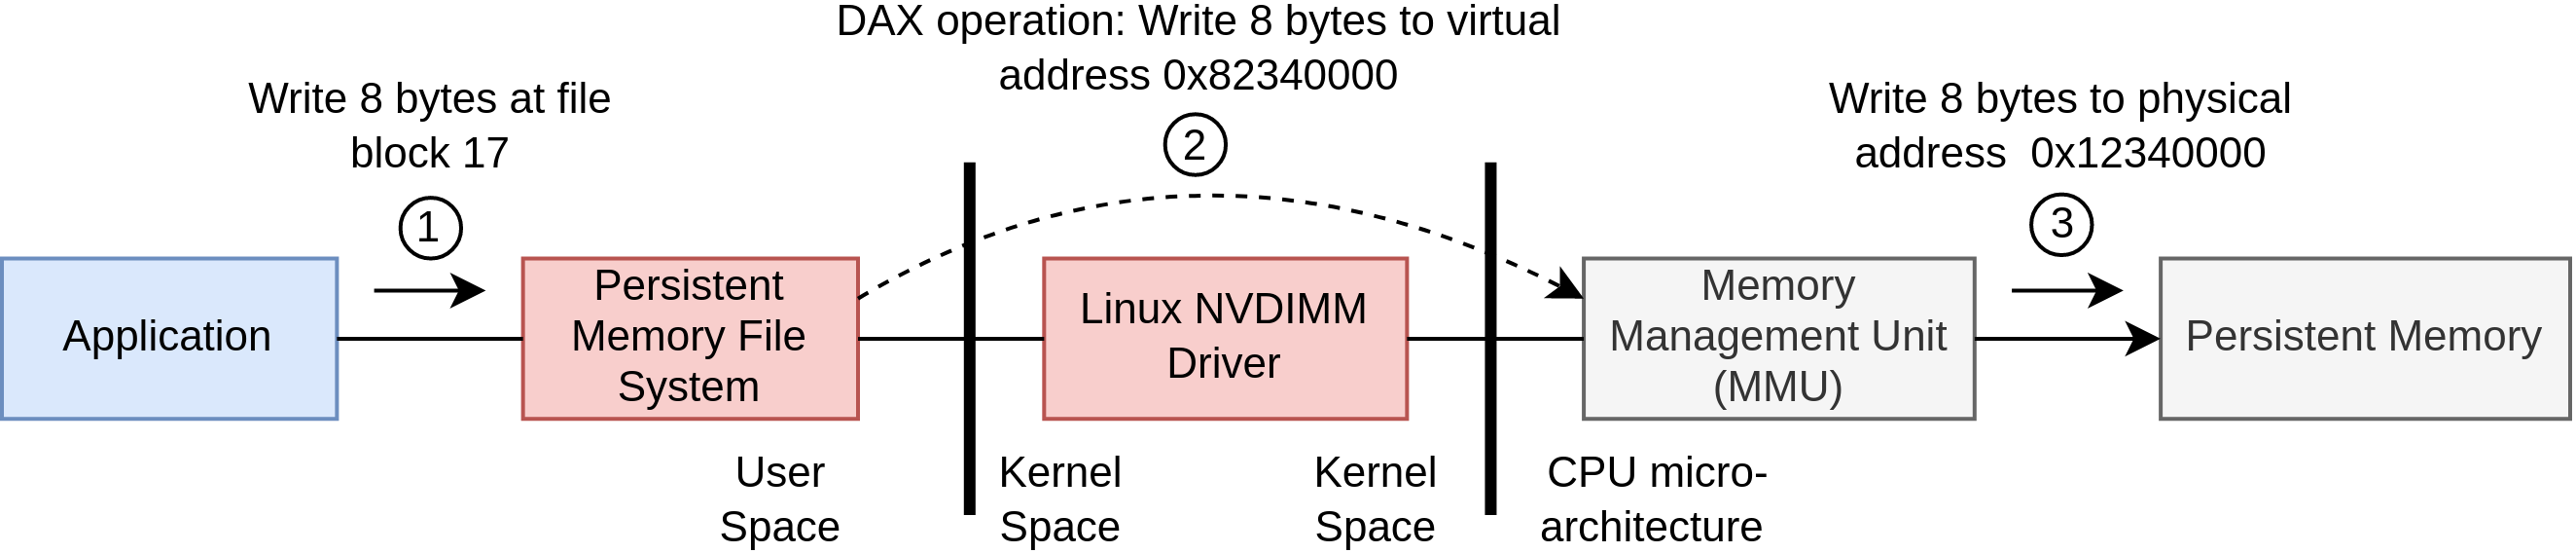 DAX operation: Write 8 bytes to virtual
address 0x82340000
Write 8 bytes at file
block 17
Write 8 bytes to physical
address  0x12340000
2
1
3
Application
Persistent
Memory File
System
Linux NVDIMM
Driver
Memory
Management Unit
(MMU)
Persistent Memory
User
Space
Kernel
Space
Kernel
Space
CPU micro-
architecture